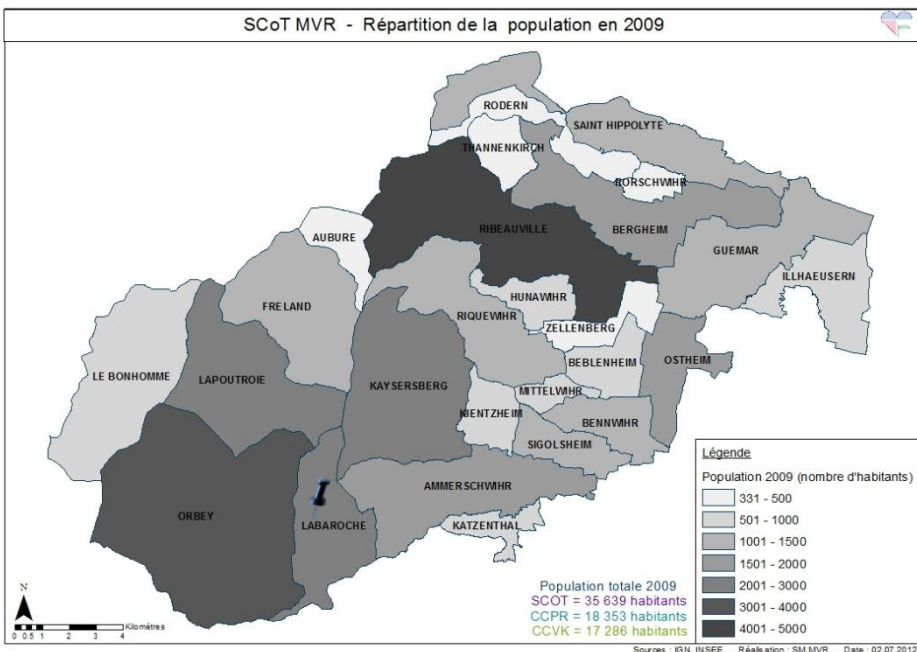 SCoT MVR - Répartition de la population en 2009
RODERN
SAINT HIPPOLYTE
THANNENKIRCH
RORSCHWIHR
AUBURE
RIBEAUVILLE
BERGHEIM
GUEMAR
ILLHAEUSERN
FRELAND
HUNAWIHR
RIQUEWIHR
ZELLENBERG
LE BONHOMME
LAPOUTROIE
KAYSERSBERG
BEBLENHEIM
OSTHEIM
MITTELWIHR
KIENTZHEIM
BENNWIHR
SIGOLSHEIM
AMMERSCHWIHR
ORBEY
LABAROCHE
KATZENTHAL
Légende
Population 2009 (nombre d'habitants)
331 - 500
501 - 1000
1001 - 1500
1501 - 2000
2001 - 3000
3001 - 4000
4001 - 5000
Population totale 2009
SCOT = 35 639 habitants
CCPR = 18 353 habitants
CCVK = 17 286 habitants
N
0 0.5 1 2 3 4 Kilomètres
Sources : IGN, INSEE Réalisation : SM MVR Date : 02.07.2012